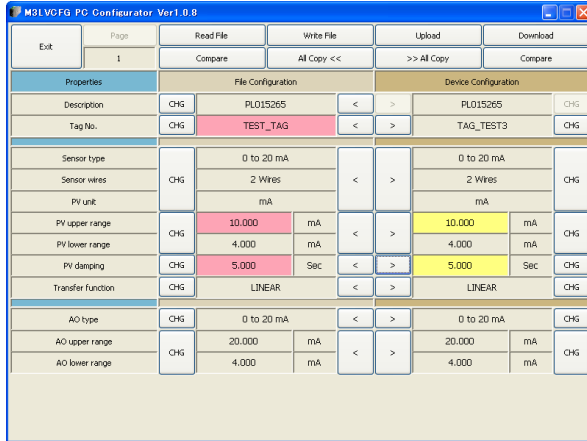 M3LVCFG PC Configurator Ver1.0.8
Exit Page Read File Write File Upload Download
1 Compare All Copy << >> All Copy Compare
Properties File Configuration Device Configuration
Description CHG PL015265 < > PL015265 CHG
Tag No. CHG TEST_TAG < > TAG_TEST3 CHG
Sensor type 0 to 20 mA 0 to 20 mA
Sensor wires CHG 2 Wires < > 2 Wires CHG
PV unit mA mA
PV upper range CHG 10.000 mA < > 10.000 mA CHG
PV lower range 4.000 mA 4.000 mA
PV damping CHG 5.000 Sec < > 5.000 Sec CHG
Transfer function CHG LINEAR < > LINEAR CHG
AO type CHG 0 to 20 mA < > 0 to 20 mA CHG
AO upper range CHG 20.000 mA < > 20.000 mA CHG
AO lower range 4.000 mA 4.000 mA